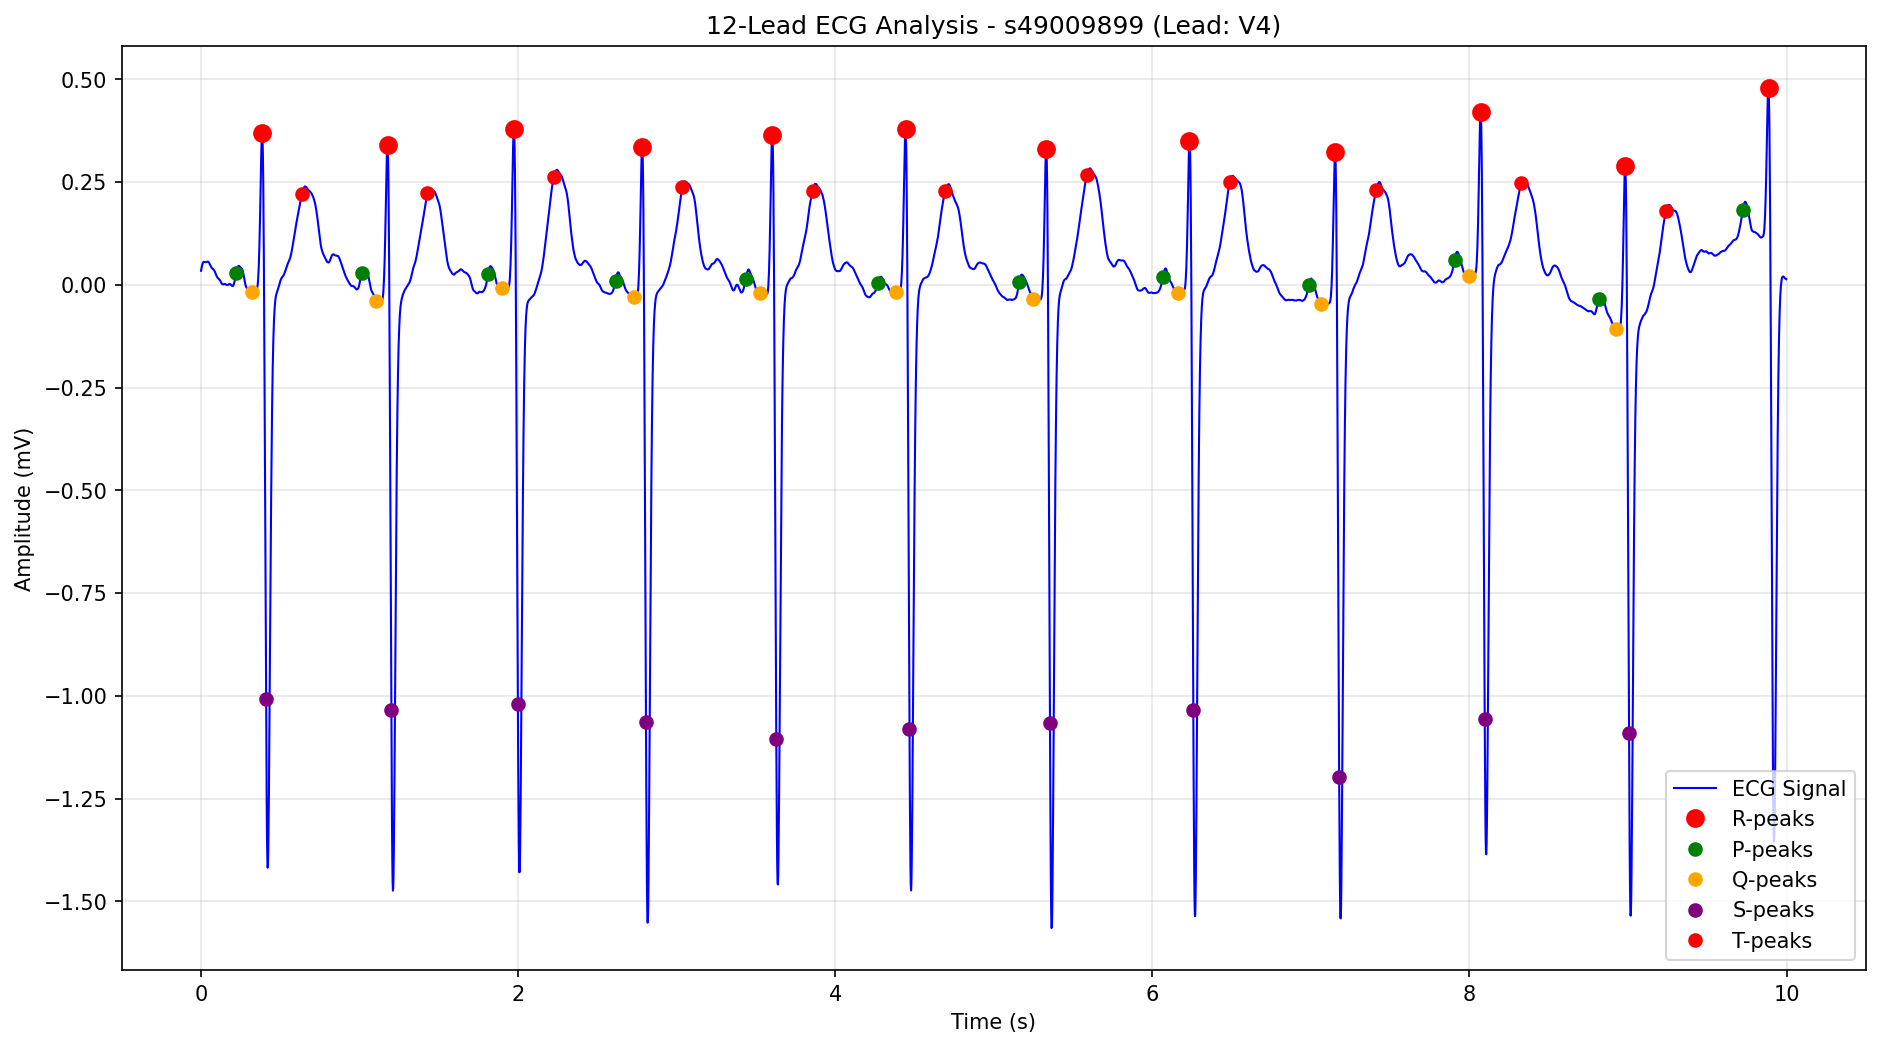 12-Lead ECG Analysis - s49009899 (Lead: V4)
Amplitude (mV)
0.50
0.25
0.00
−0.25
−0.50
−0.75
−1.00
−1.25
−1.50
ECG Signal
R-peaks
P-peaks
Q-peaks
S-peaks
T-peaks
0 2 4 6 8 10
Time (s)